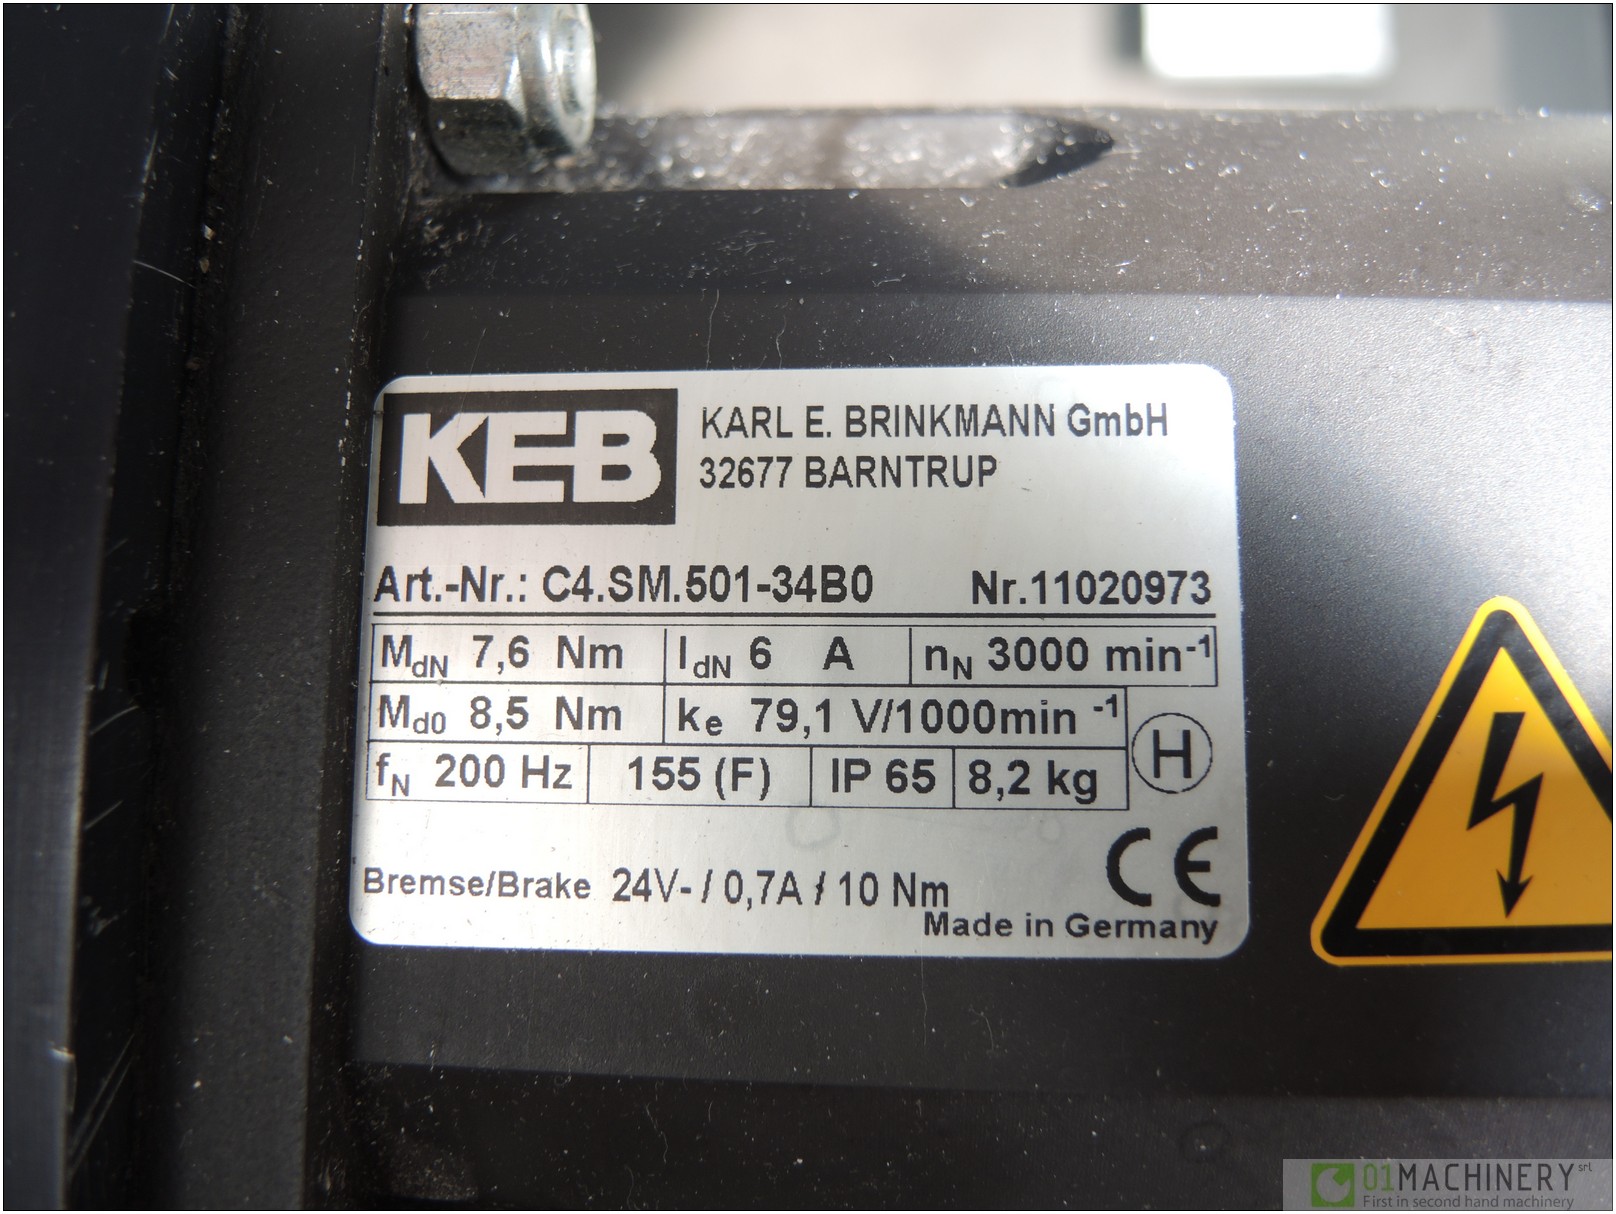 KEB
KARL E. BRINKMANN GmbH
32677 BARNTRUP
Art.-Nr.: C4.SM.501-34B0 Nr.11020973
MdN 7,6 Nm IdN 6 A nN 3000 min-1
Md0 8,5 Nm ke 79,1 V/1000min -1
fN 200 Hz 155 (F) IP 65 8,2 kg H
CE
Bremse/Brake 24V- / 0,7A / 10 Nm
Made in Germany
01MACHINERY srl
First in second hand machinery